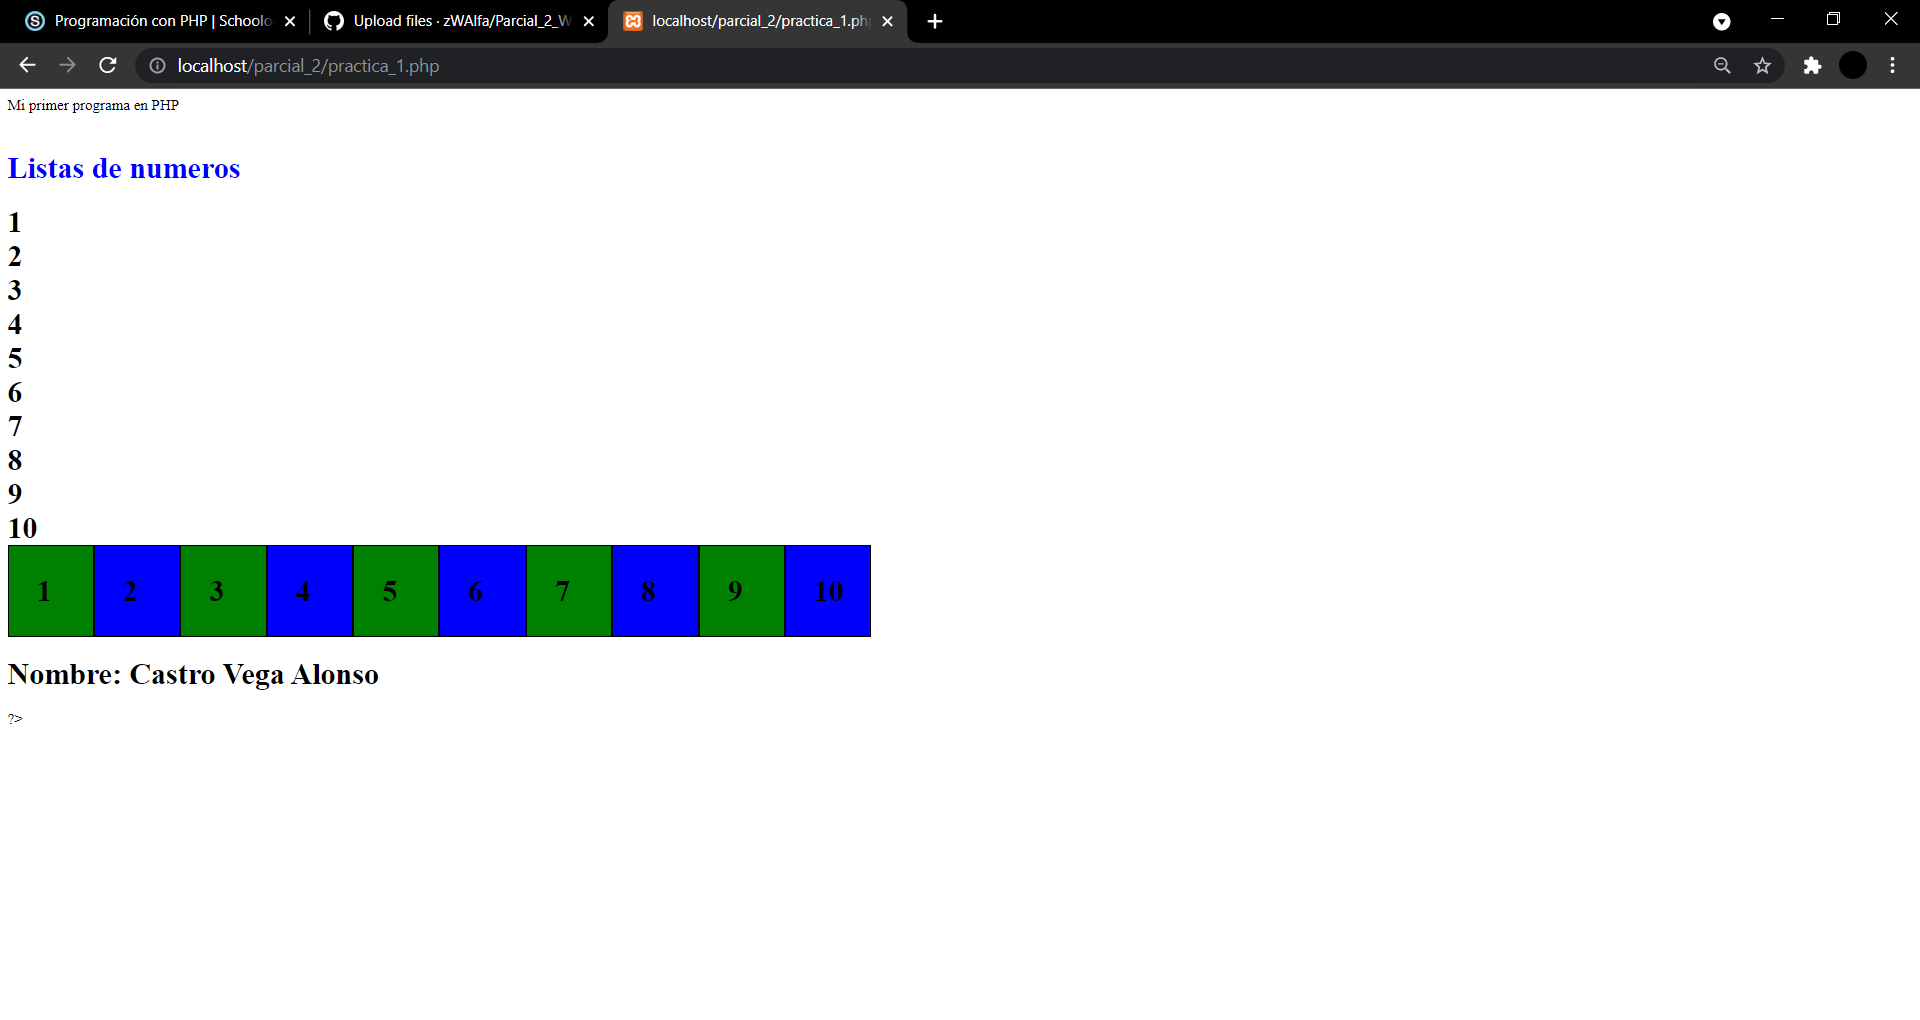 Programación con PHP | Schoolo
Upload files · zWAlfa/Parcial_2_W
localhost/parcial_2/practica_1.php
localhost/parcial_2/practica_1.php
Mi primer programa en PHP
Listas de numeros
1
2
3
4
5
6
7
8
9
10
1 2 3 4 5 6 7 8 9 10
Nombre: Castro Vega Alonso
?>